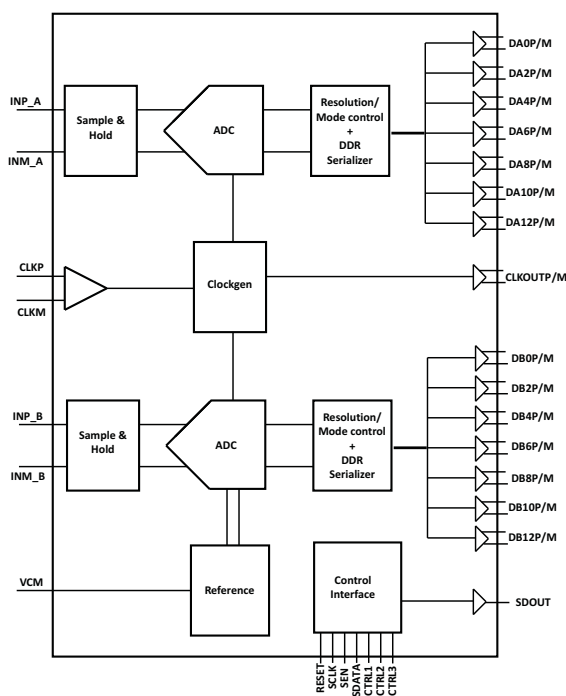 DA0P/M
DA2P/M
INP_A
Sample &
Hold
ADC
Resolution/
Mode control
+
DDR
Serializer
DA4P/M
DA6P/M
INM_A
DA8P/M
DA10P/M
DA12P/M
CLKP
CLKM
Clockgen
CLKOUTP/M
DB0P/M
DB2P/M
INP_B
Sample &
Hold
ADC
Resolution/
Mode control
+
DDR
Serializer
DB4P/M
DB6P/M
INM_B
DB8P/M
DB10P/M
DB12P/M
VCM
Reference
Control
Interface
SDOUT
RESET
SCLK
SEN
SDATA
CTRL1
CTRL2
CTRL3